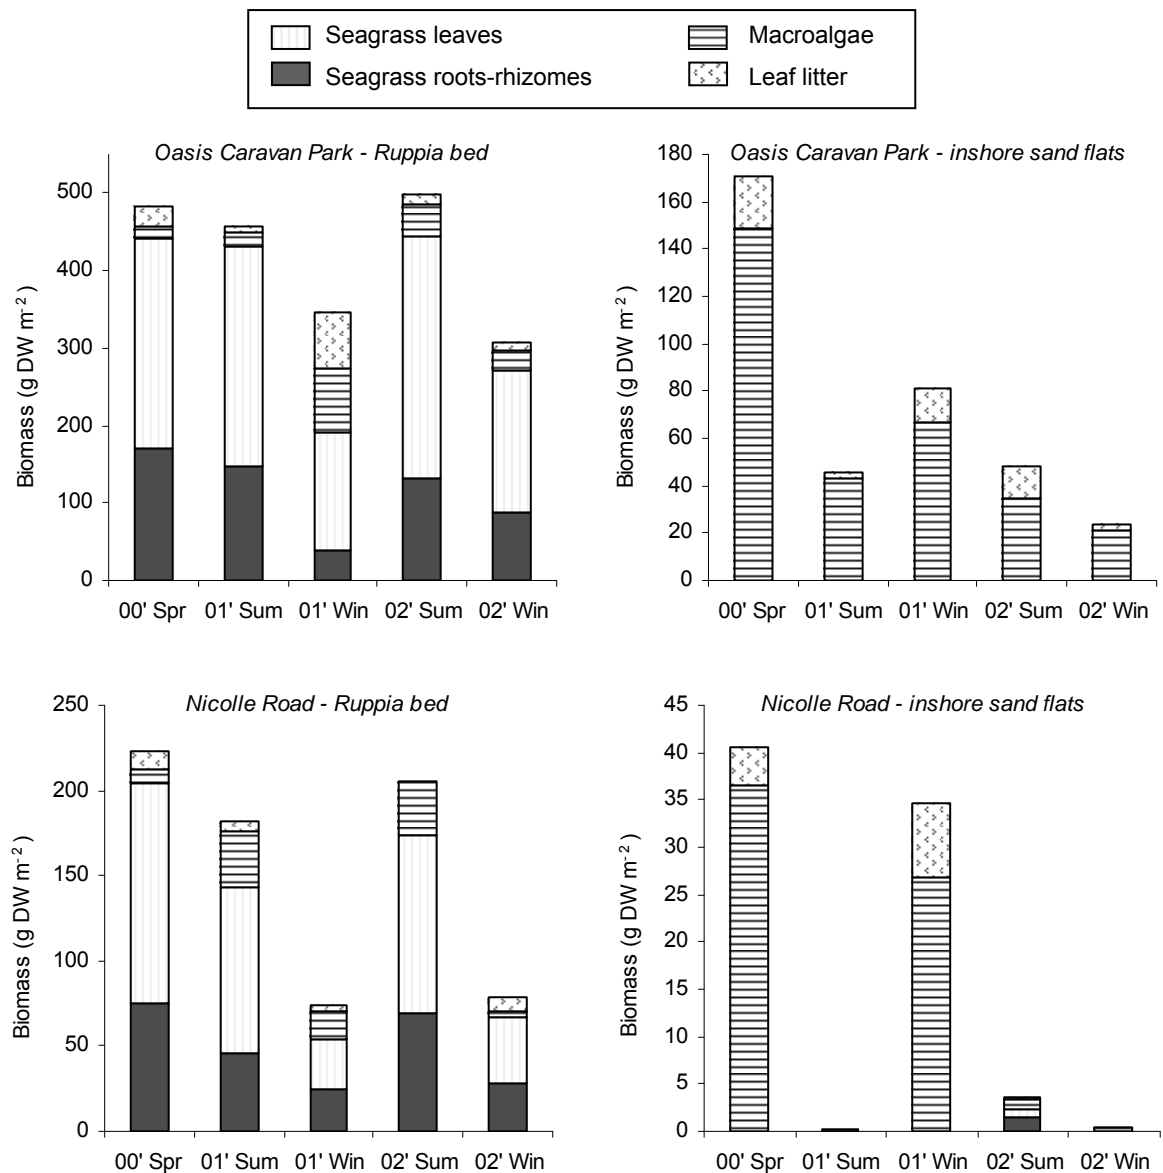 Seagrass leaves
Macroalgae
Seagrass roots-rhizomes
Leaf litter
Oasis Caravan Park - Ruppia bed
500
400
300
200
100
0
Biomass (g DW m⁻²)
00' Spr 01' Sum 01' Win 02' Sum 02' Win
Oasis Caravan Park - inshore sand flats
180
160
140
120
100
80
60
40
20
0
Biomass (g DW m⁻²)
00' Spr 01' Sum 01' Win 02' Sum 02' Win
Nicolle Road - Ruppia bed
250
200
150
100
50
0
Biomass (g DW m⁻²)
00' Spr 01' Sum 01' Win 02' Sum 02' Win
Nicolle Road - inshore sand flats
45
40
35
30
25
20
15
10
5
0
Biomass (g DW m⁻²)
00' Spr 01' Sum 01' Win 02' Sum 02' Win